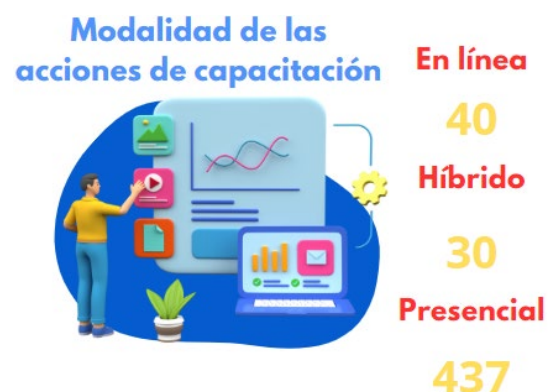 Modalidad de las
acciones de capacitación
En línea
40
Híbrido
30
Presencial
437